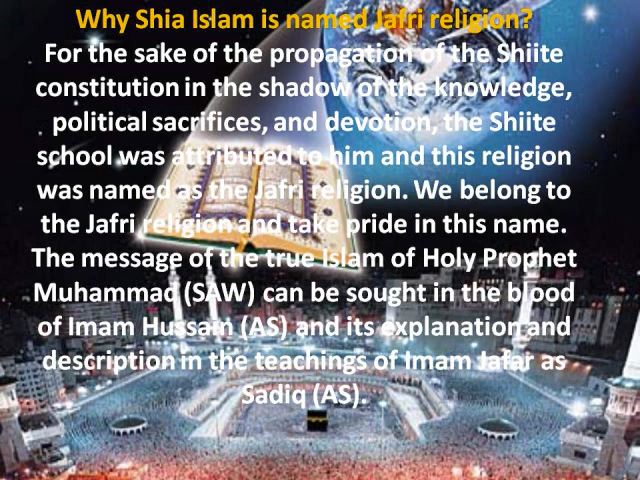 Why Shia Islam is named Jafri religion?
For the sake of the propagation of the Shiite
constitution in the shadow of the knowledge,
political sacrifices, and devotion, the Shiite
school was attributed to him and this religion
was named as the Jafri religion. We belong to
the Jafri religion and take pride in this name.
The message of the true Islam of Holy Prophet
Muhammad (SAW) can be sought in the blood
of Imam Hussain (AS) and its explanation and
description in the teachings of Imam Jafar as
Sadiq (AS).